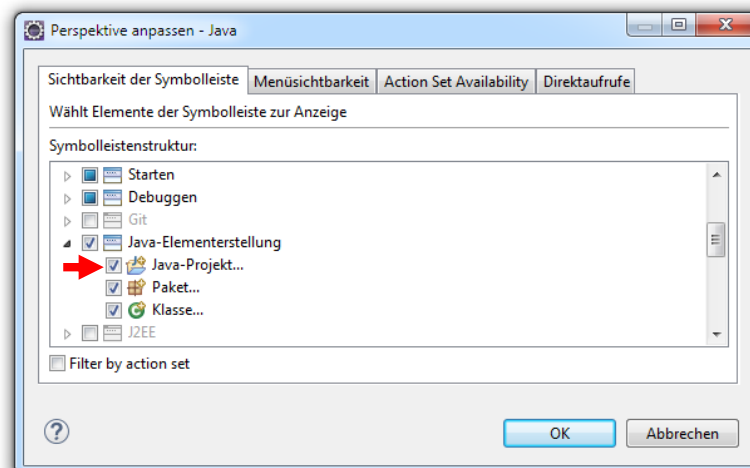 Perspektive anpassen - Java
Sichtbarkeit der Symbolleiste Menüsichtbarkeit Action Set Availability Direktaufrufe
Wählt Elemente der Symbolleiste zur Anzeige
Symbolleistenstruktur:
Starten
Debuggen
Git
Java-Elementerstellung
Java-Projekt...
Paket...
Klasse...
J2EE
Filter by action set
OK Abbrechen